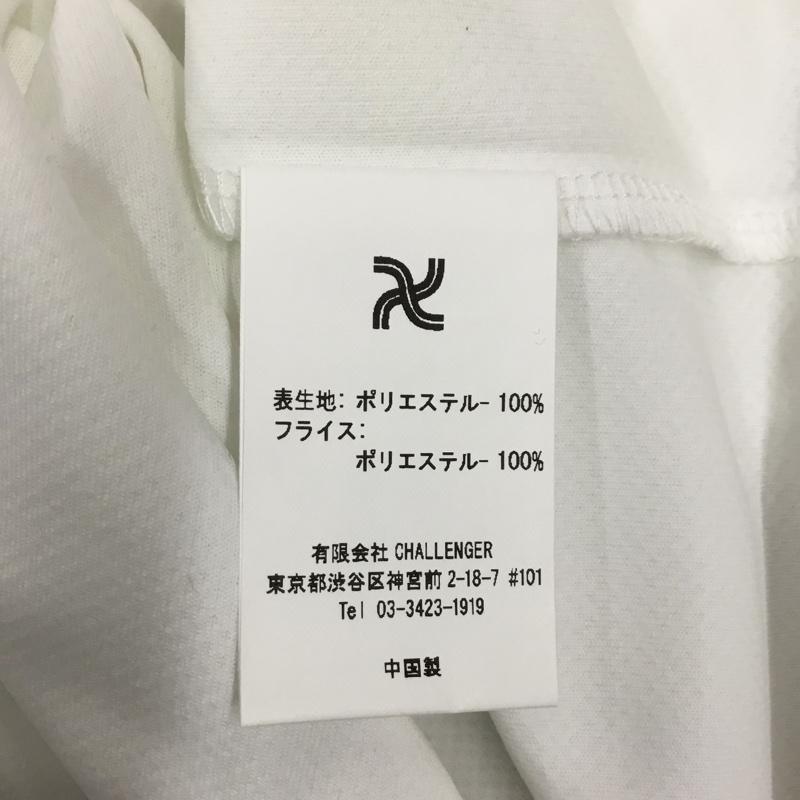 表生地: ポリエステル- 100%
フライス:
ポリエステル- 100%
有限会社 CHALLENGER
東京都渋谷区神宮前 2-18-7 #101
Tel 03-3423-1919
中国製